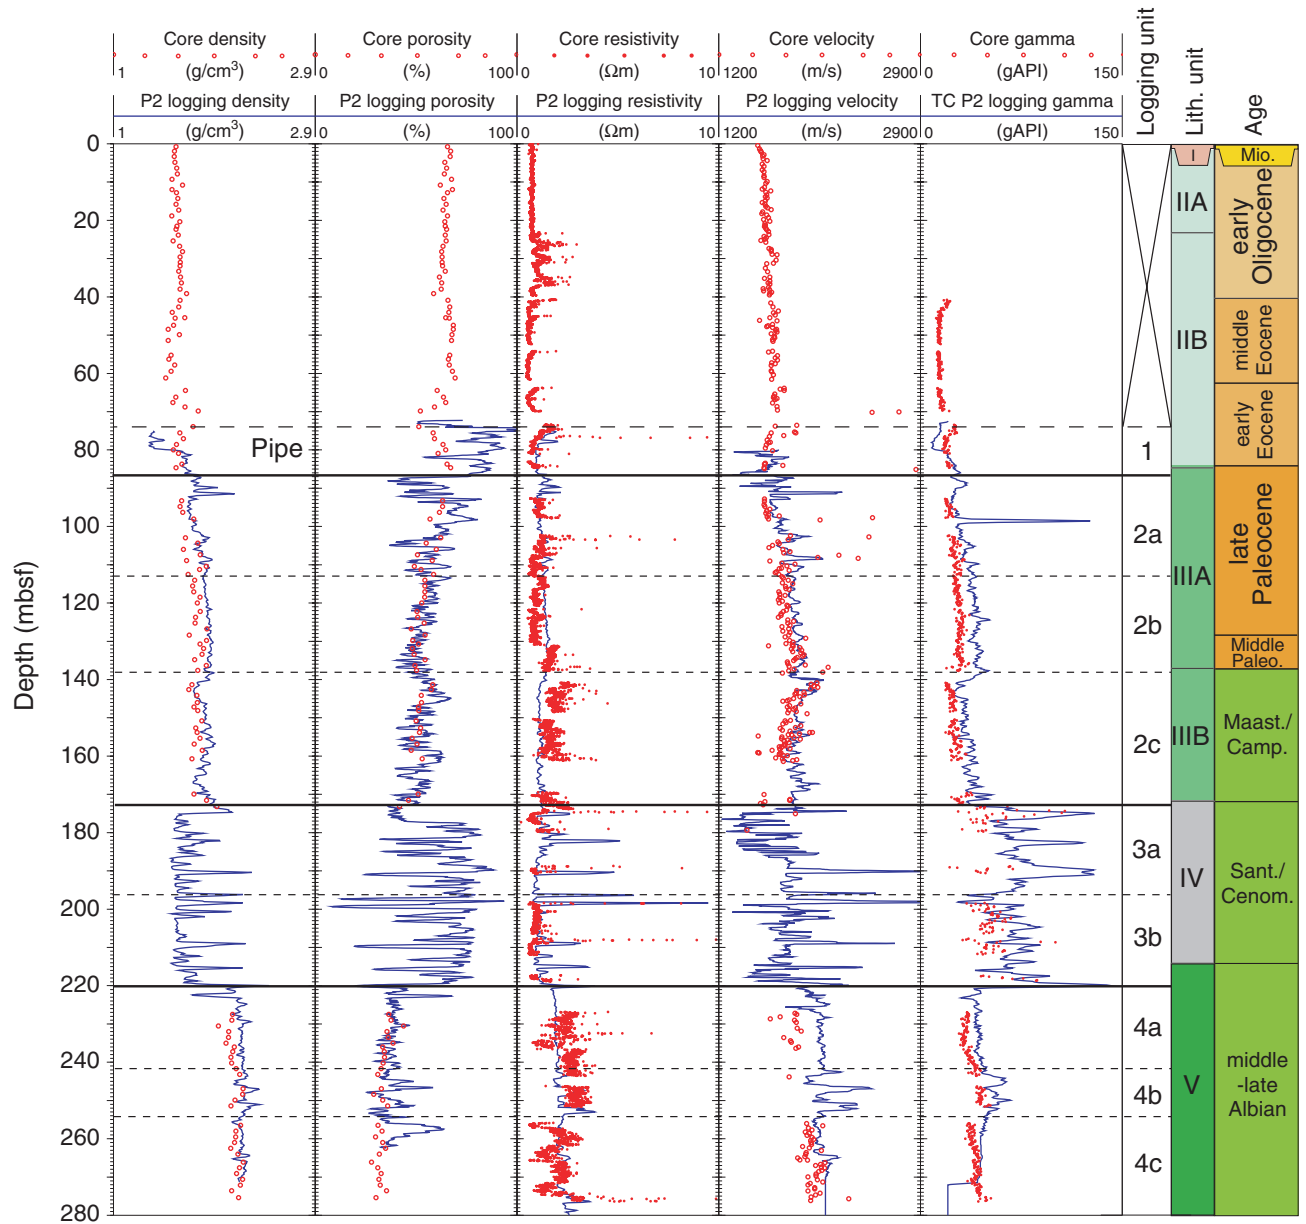 Core density
Core porosity
Core resistivity
Core velocity
Core gamma
1 (g/cm³) 2.9
0 (%) 100
0 (Ωm) 10
1200 (m/s) 2900
0 (gAPI) 150
P2 logging density
P2 logging porosity
P2 logging resistivity
P2 logging velocity
TC P2 logging gamma
1 (g/cm³) 2.9
0 (%) 100
0 (Ωm) 10
1200 (m/s) 2900
0 (gAPI) 150
Logging unit
Lith. unit
Age
Depth (mbsf)
0
20
40
60
80
100
120
140
160
180
200
220
240
260
280
Pipe
1
2a
2b
2c
3a
3b
4a
4b
4c
I
IIA
IIB
IIIA
IIIB
IV
V
Mio.
early
Oligocene
middle
Eocene
early
Eocene
late
Paleocene
Middle
Paleo.
Maast./
Camp.
Sant./
Cenom.
middle
-late
Albian